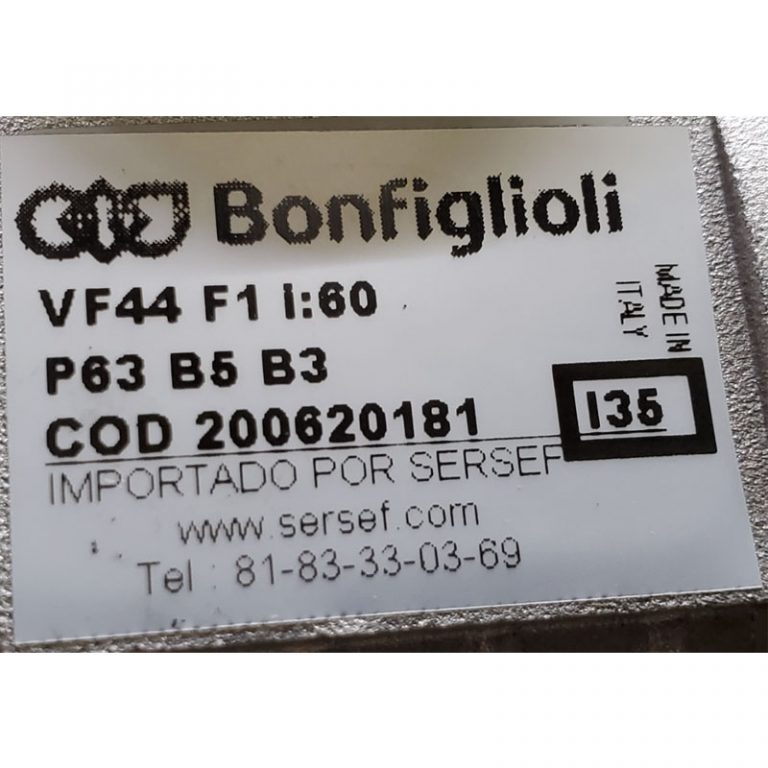 Bonfiglioli
VF44 F1 i:60
P63 B5 B3
COD 200620181
MADE IN
ITALY
I35
IMPORTADO POR SERSEF
www.sersef.com
Tel : 81-83-33-03-69